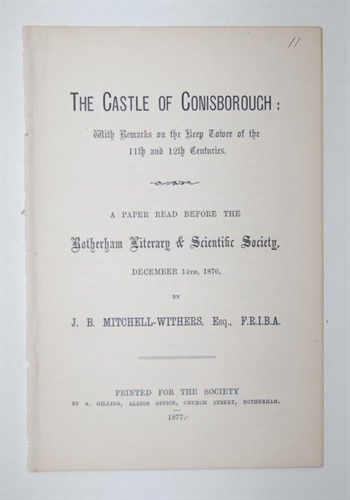 11
THE CASTLE OF CONISBOROUGH:
With Remarks on the Keep Tower of the
11th and 12th Centuries.
A PAPER READ BEFORE THE
Rotherham Literary & Scientific Society,
DECEMBER 14TH, 1876,
BY
J. B. MITCHELL-WITHERS, Esq., F.R.I.B.A.
PRINTED FOR THE SOCIETY
BY A. GILLING, ALBION OFFICE, CHURCH STREET, ROTHERHAM,
1877.